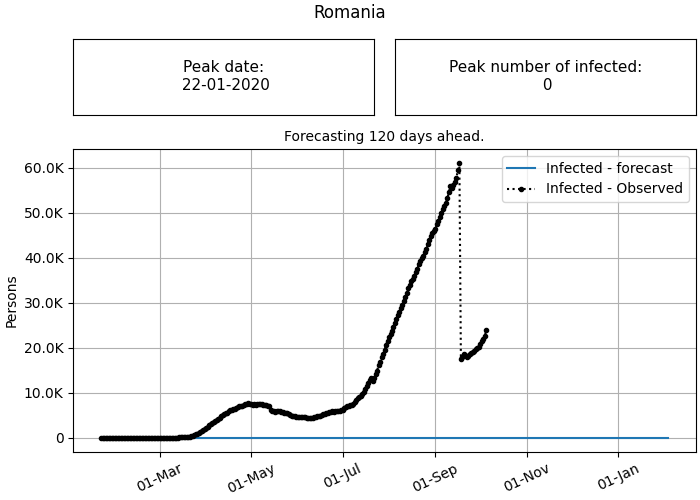 Romania
Peak date:
22-01-2020
Peak number of infected:
0
Forecasting 120 days ahead.
Infected - forecast
Infected - Observed
Persons
60.0K
50.0K
40.0K
30.0K
20.0K
10.0K
0
01-Mar
01-May
01-Jul
01-Sep
01-Nov
01-Jan